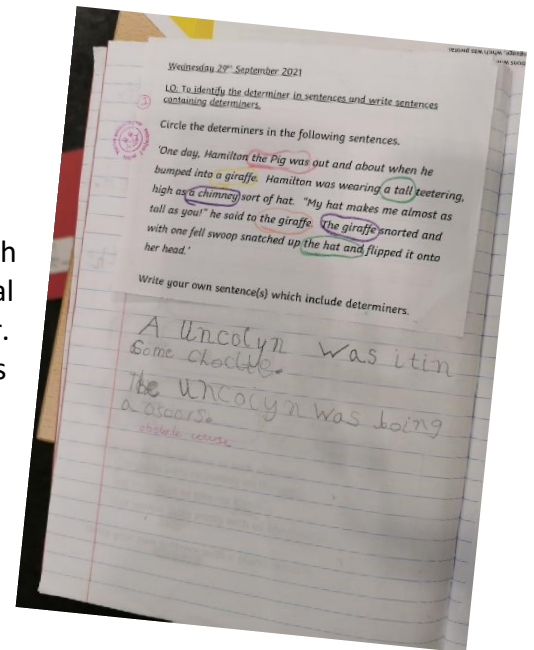 Wednesday 29th September 2021
LO: To identify the determiner in sentences and write sentences
containing determiners.
Circle the determiners in the following sentences.
'One day, Hamilton the Pig was out and about when he
bumped into a giraffe. Hamilton was wearing a tall teetering,
high as a chimney sort of hat. "My hat makes me almost as
tall as you!" he said to the giraffe. The giraffe snorted and
with one fell swoop snatched up the hat and flipped it onto
her head.'
Write your own sentence(s) which include determiners.
A uncolyn was itin
Some choclte.
The uncolyn was boing
a
h
al
r.
s